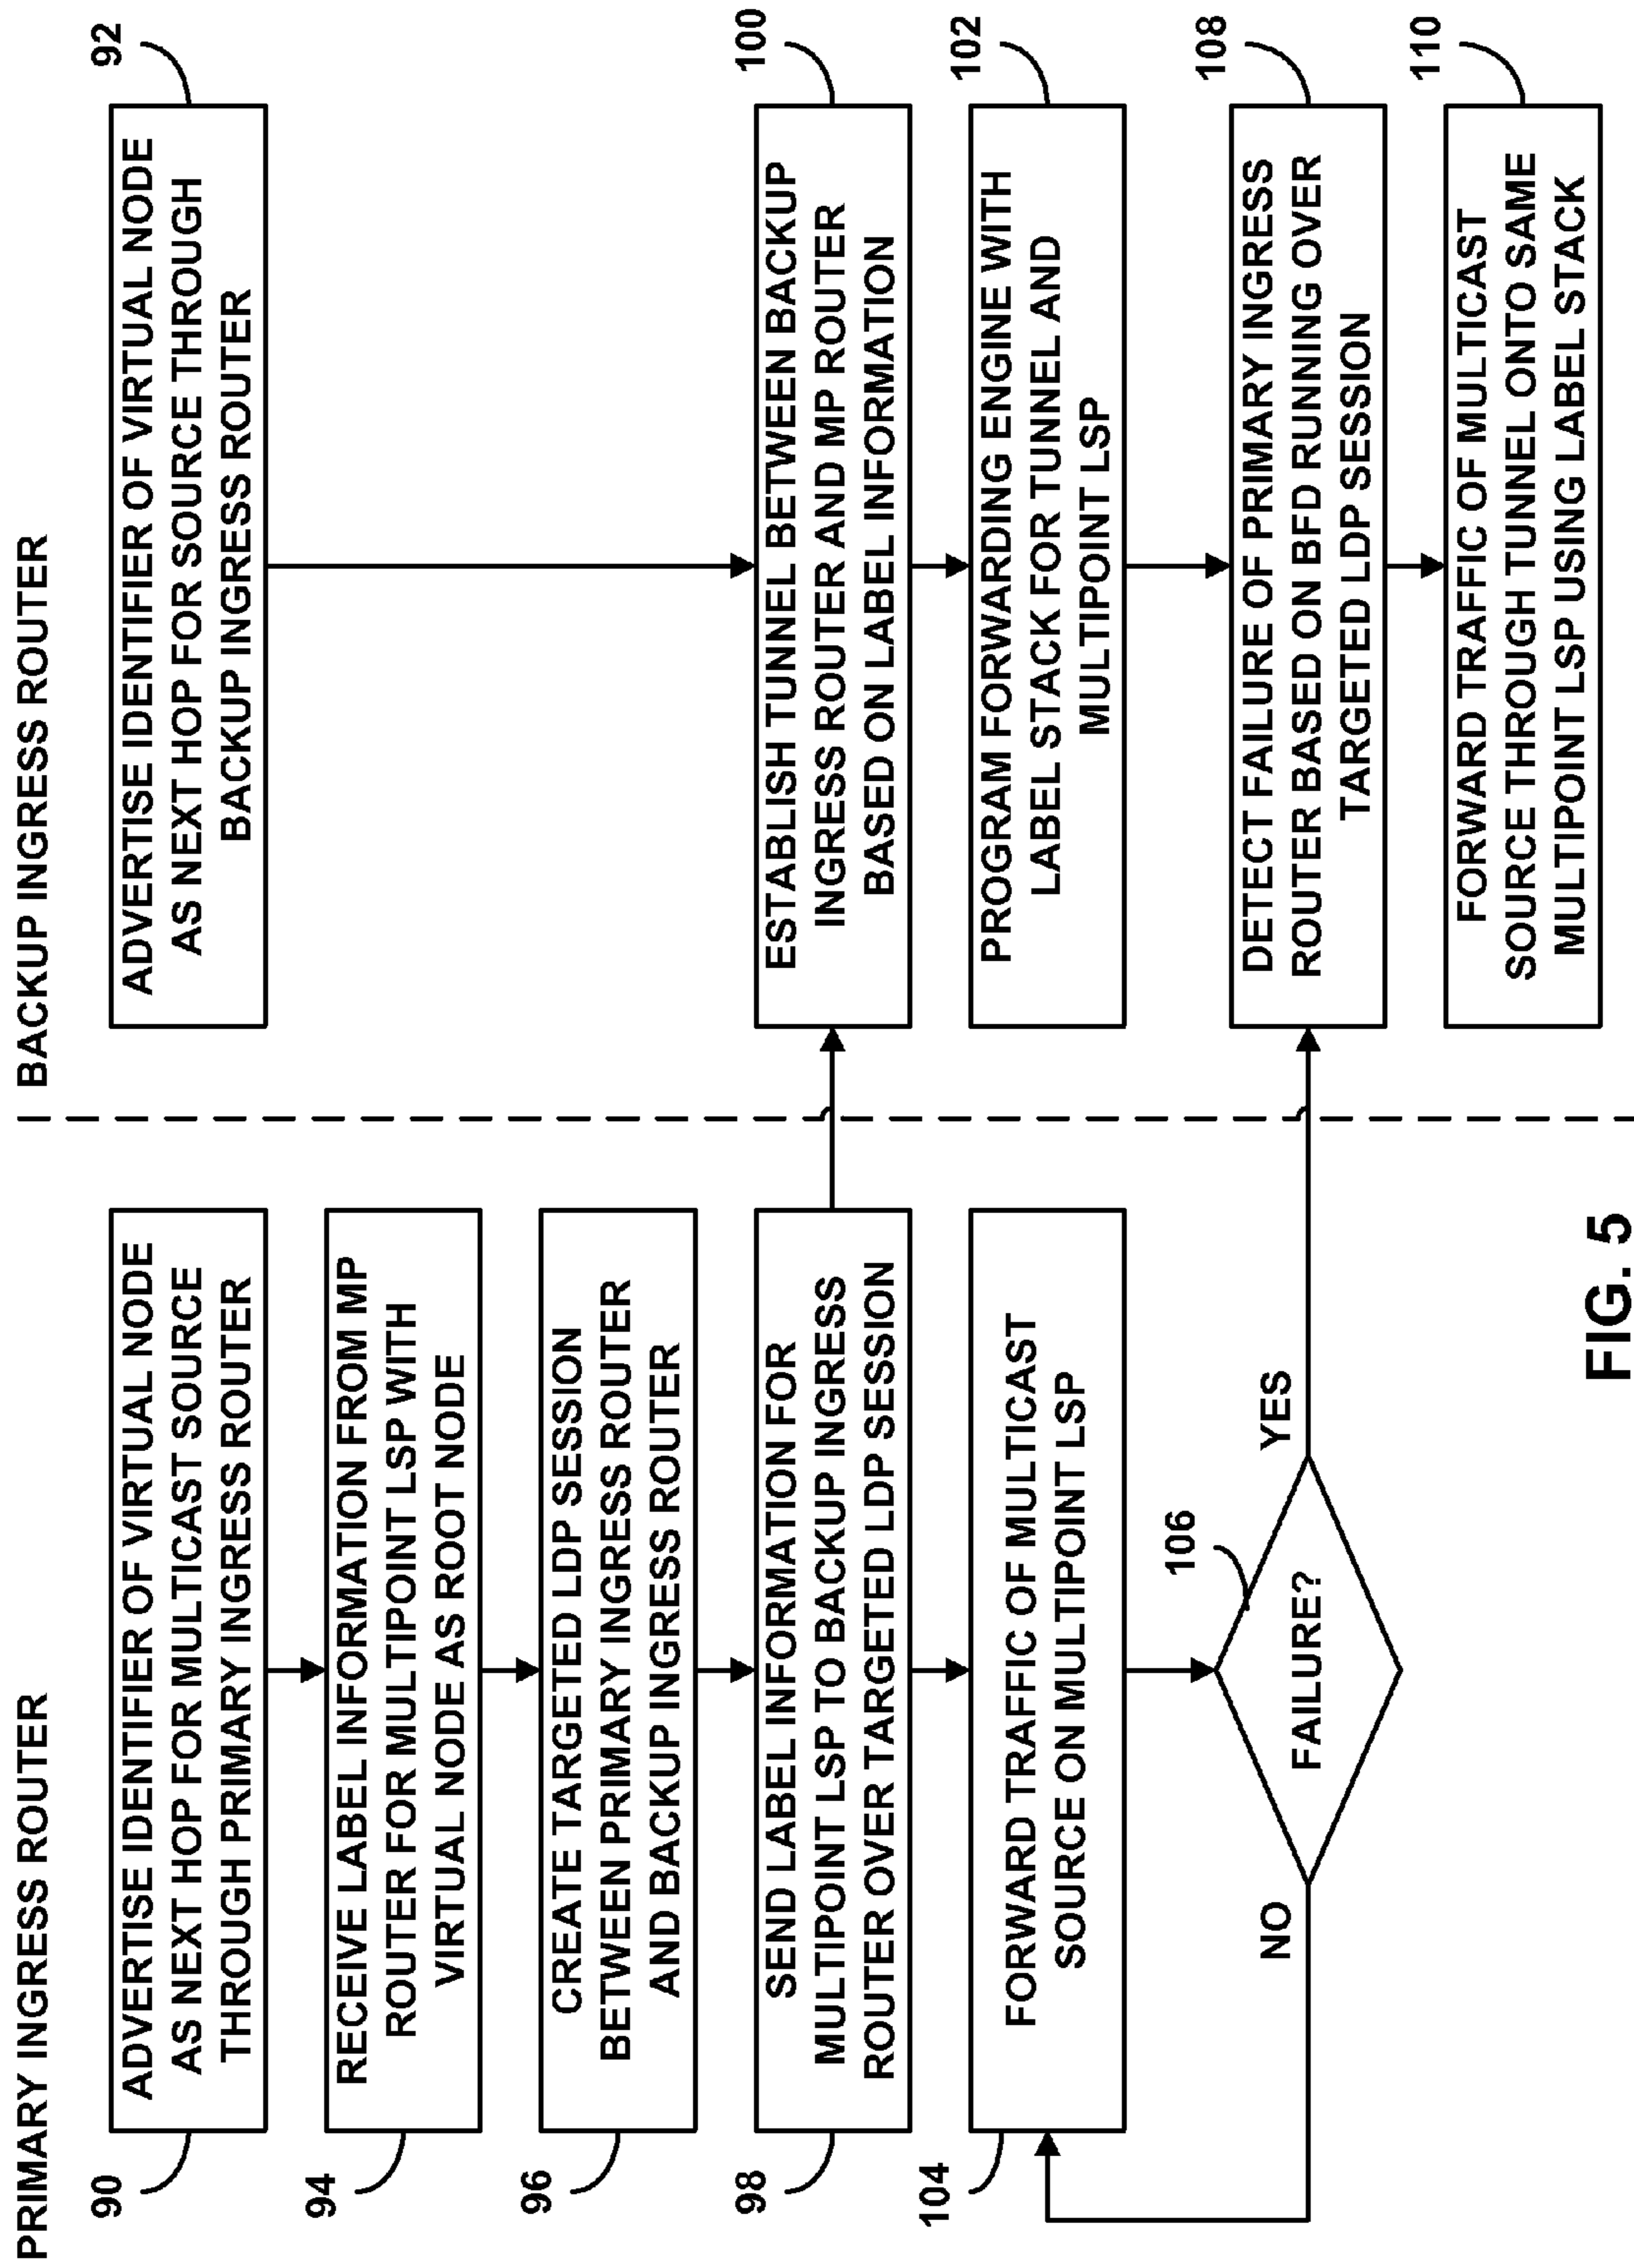 PRIMARY INGRESS ROUTER
90
ADVERTISE IDENTIFIER OF VIRTUAL NODE
AS NEXT HOP FOR MULTICAST SOURCE
THROUGH PRIMARY INGRESS ROUTER
94
RECEIVE LABEL INFORMATION FROM MP
ROUTER FOR MULTIPOINT LSP WITH
VIRTUAL NODE AS ROOT NODE
96
CREATE TARGETED LDP SESSION
BETWEEN PRIMARY INGRESS ROUTER
AND BACKUP INGRESS ROUTER
98
SEND LABEL INFORMATION FOR
MULTIPOINT LSP TO BACKUP INGRESS
ROUTER OVER TARGETED LDP SESSION
104
FORWARD TRAFFIC OF MULTICAST
SOURCE ON MULTIPOINT LSP
106
FAILURE?
NO
YES
BACKUP INGRESS ROUTER
92
ADVERTISE IDENTIFIER OF VIRTUAL NODE
AS NEXT HOP FOR SOURCE THROUGH
BACKUP INGRESS ROUTER
100
ESTABLISH TUNNEL BETWEEN BACKUP
INGRESS ROUTER AND MP ROUTER
BASED ON LABEL INFORMATION
102
PROGRAM FORWARDING ENGINE WITH
LABEL STACK FOR TUNNEL AND
MULTIPOINT LSP
108
DETECT FAILURE OF PRIMARY INGRESS
ROUTER BASED ON BFD RUNNING OVER
TARGETED LDP SESSION
110
FORWARD TRAFFIC OF MULTICAST
SOURCE THROUGH TUNNEL ONTO SAME
MULTIPOINT LSP USING LABEL STACK
FIG. 5